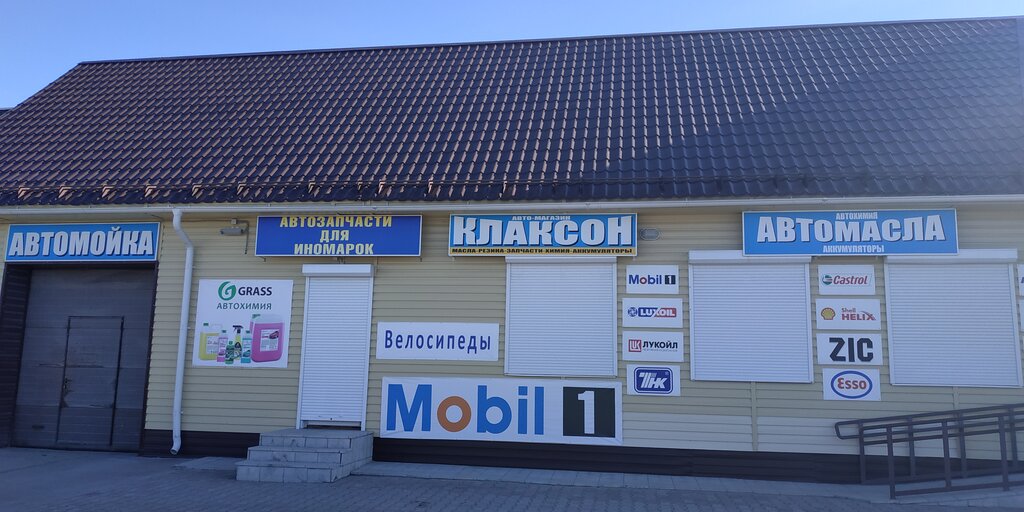 АВТОМОЙКА
АВТОЗАПЧАСТИ
ДЛЯ
ИНОМАРОК
АВТО-МАГАЗИН
КЛАКСОН
МАСЛА-РЕЗИНА-ЗАПЧАСТИ-ХИМИЯ-АККУМУЛЯТОРЫ
АВТОХИМИЯ
АВТОМАСЛА
АККУМУЛЯТОРЫ
GRASS
АВТОХИМИЯ
Велосипеды
Mobil 1
Mobil 1
LUXOIL
ЛУКОЙЛ
ТНК
Castrol
Shell
HELIX
ZIC
Esso